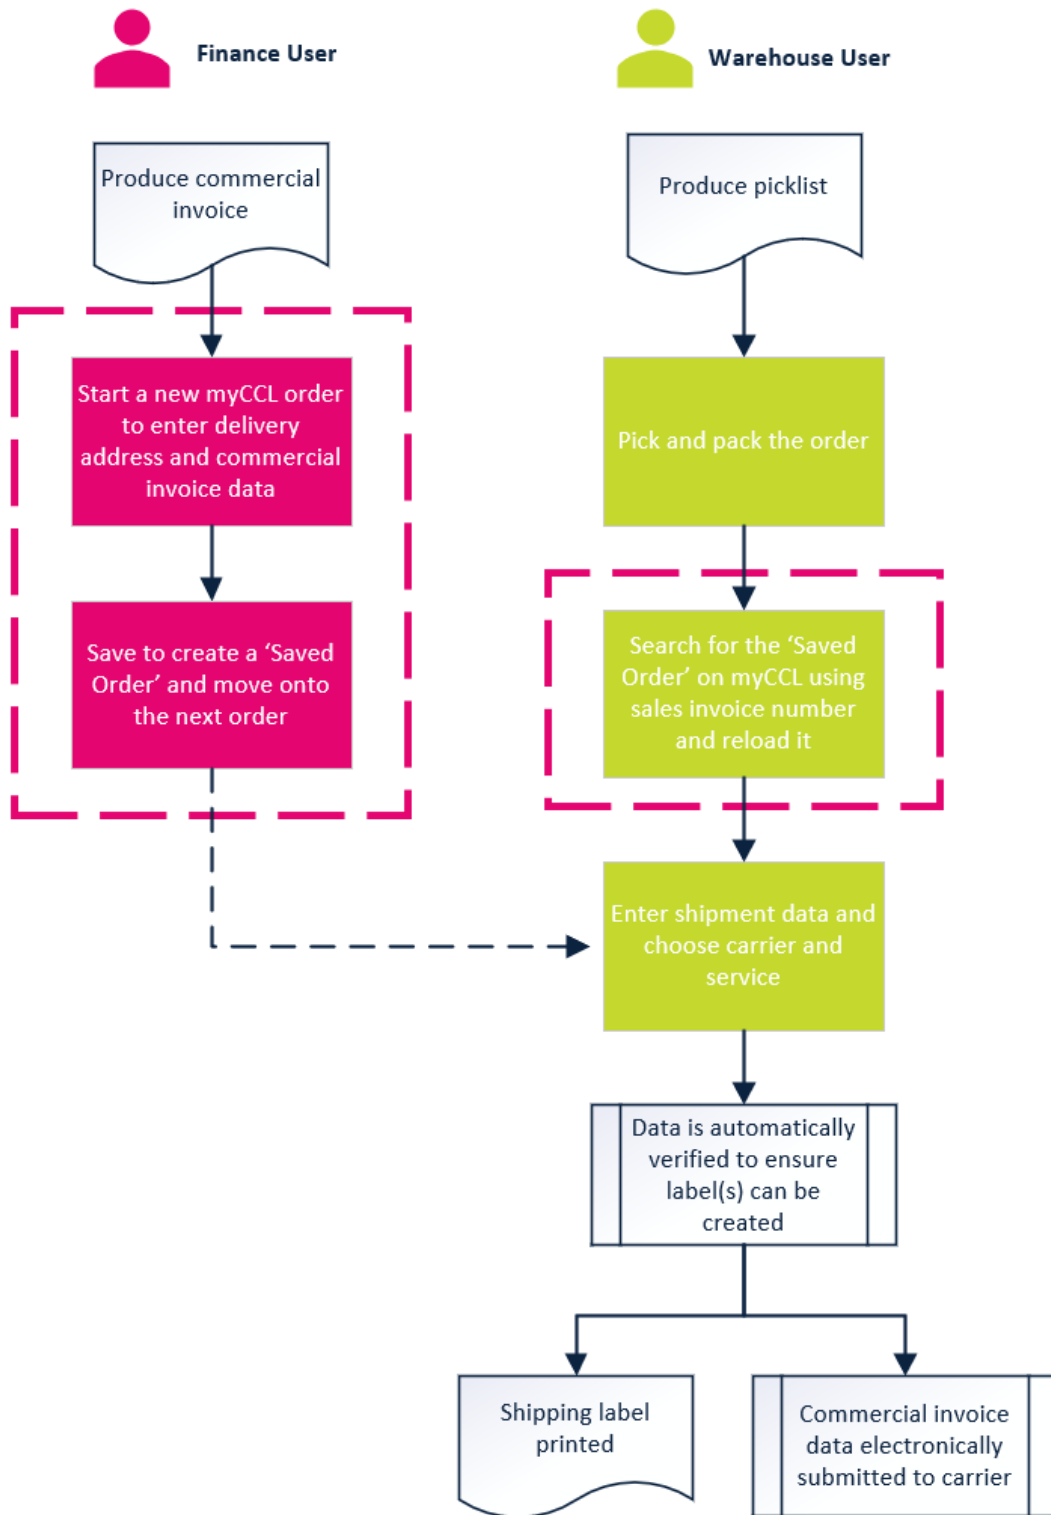 Finance User
Warehouse User
Produce commercial
invoice
Produce picklist
Start a new myCCL order
to enter delivery
address and commercial
invoice data
Pick and pack the order
Save to create a ‘Saved
Order’ and move onto
the next order
Search for the ‘Saved
Order’ on myCCL using
sales invoice number
and reload it
Enter shipment data and
choose carrier and
service
Data is automatically
verified to ensure
label(s) can be
created
Shipping label
printed
Commercial invoice
data electronically
submitted to carrier